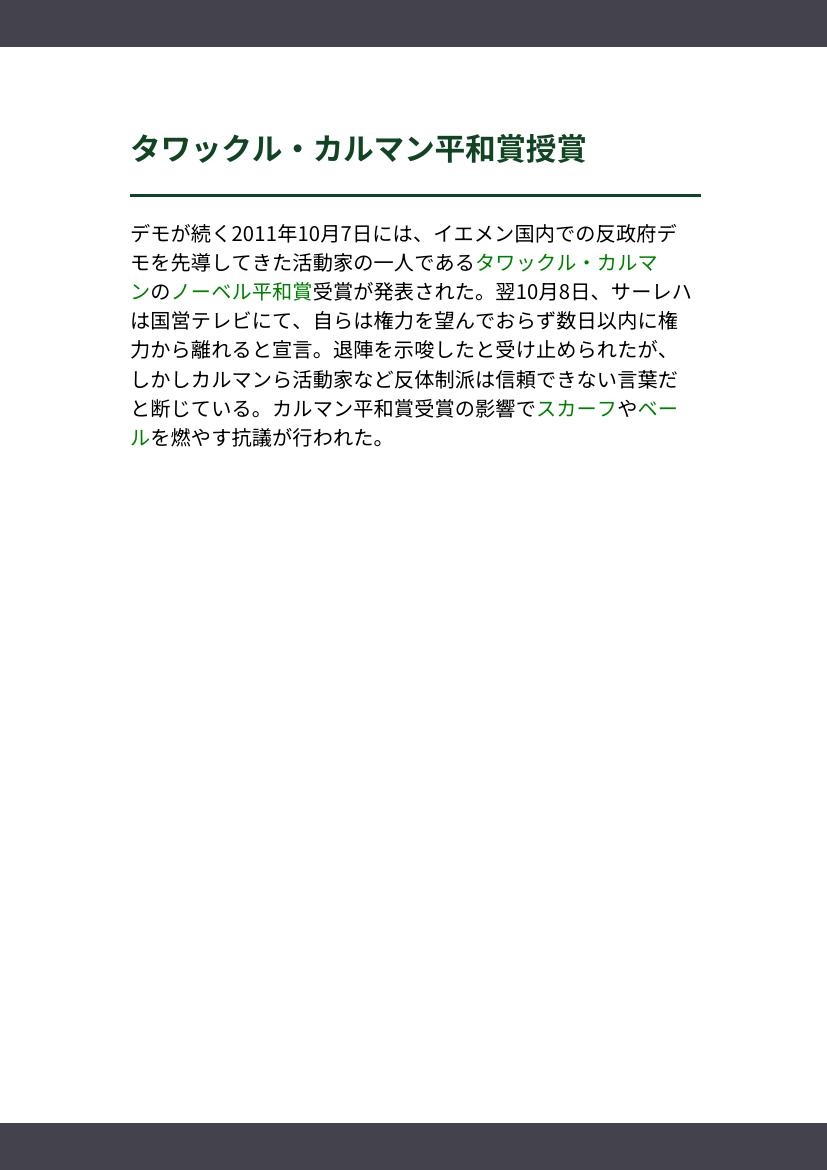 タワックル・カルマン平和賞授賞
デモが続く2011年10月7日には、イエメン国内での反政府デ
モを先導してきた活動家の一人であるタワックル・カルマ
ンのノーベル平和賞受賞が発表された。翌10月8日、サーレハ
は国営テレビにて、自らは権力を望んでおらず数日以内に権
力から離れると宣言。退陣を示唆したと受け止められたが、
しかしカルマンら活動家など反体制派は信頼できない言葉だ
と断じている。カルマン平和賞受賞の影響でスカーフやベー
ルを燃やす抗議が行われた。